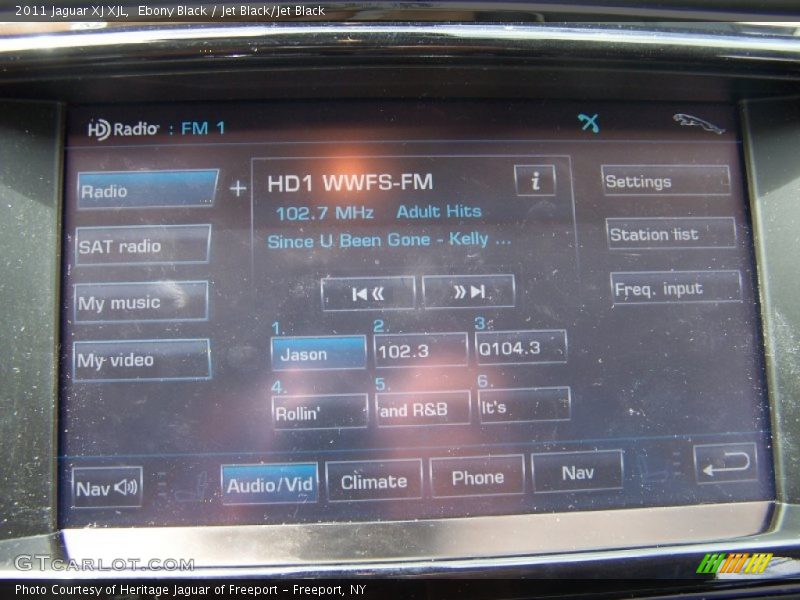 2011 Jaguar XJ XJL, Ebony Black / Jet Black/Jet Black
HD Radio : FM 1
Radio
+
HD1 WWFS-FM
i
Settings
102.7 MHz Adult Hits
SAT radio
Since U Been Gone - Kelly ...
Station list
My music
Freq. input
1. 2. 3.
My video
Jason
102.3
Q104.3
4. 5. 6.
Rollin'
and R&B
It's
Nav
Audio/Vid
Climate
Phone
Nav
GTCarlot.com
Photo Courtesy of Heritage Jaguar of Freeport - Freeport, NY